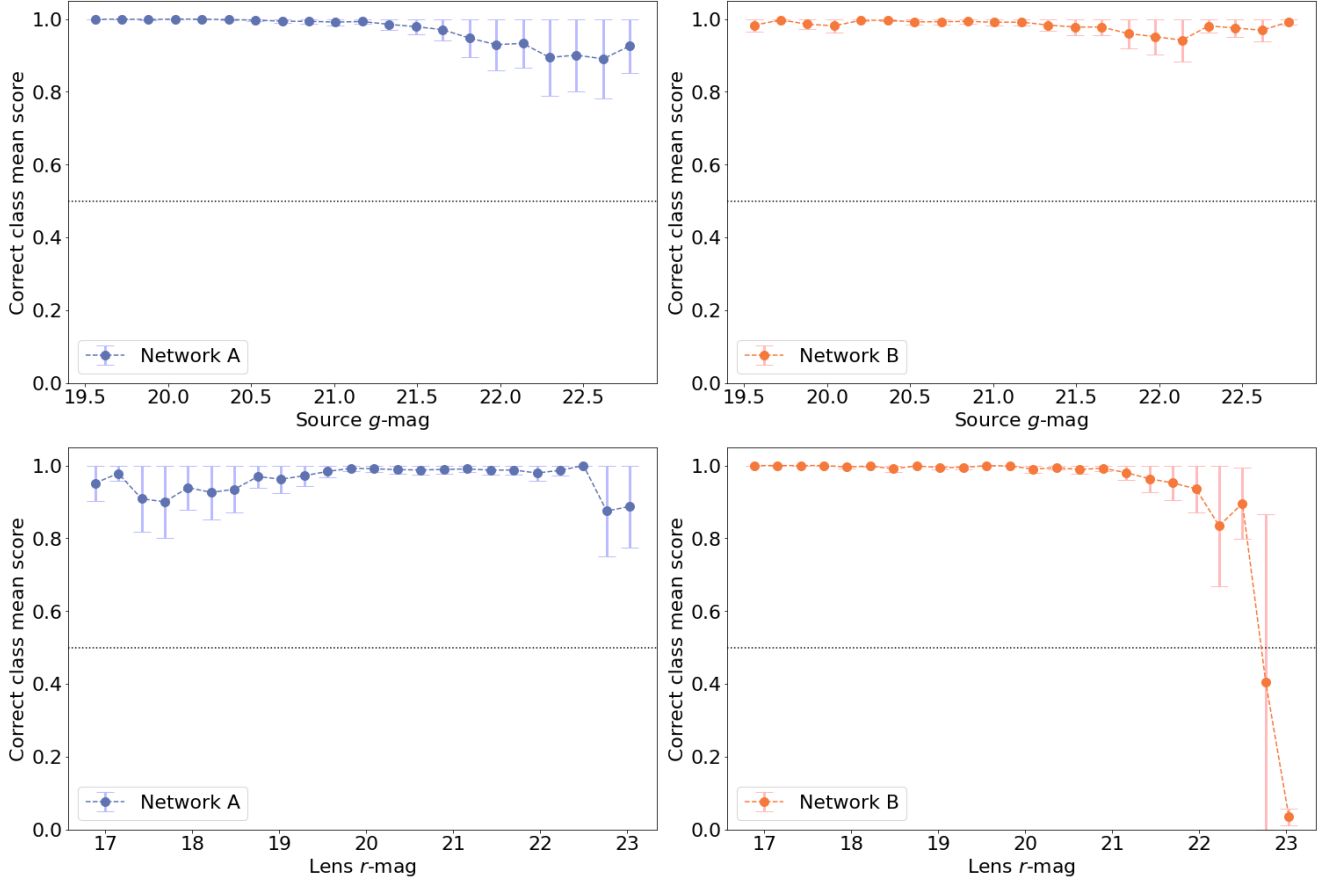 Correct class mean score
1.0
0.8
0.6
0.4
0.2
0.0
Network A
19.5 20.0 20.5 21.0 21.5 22.0 22.5
Source g-mag
Correct class mean score
1.0
0.8
0.6
0.4
0.2
0.0
Network B
19.5 20.0 20.5 21.0 21.5 22.0 22.5
Source g-mag
Correct class mean score
1.0
0.8
0.6
0.4
0.2
0.0
Network A
17 18 19 20 21 22 23
Lens r-mag
Correct class mean score
1.0
0.8
0.6
0.4
0.2
0.0
Network B
17 18 19 20 21 22 23
Lens r-mag